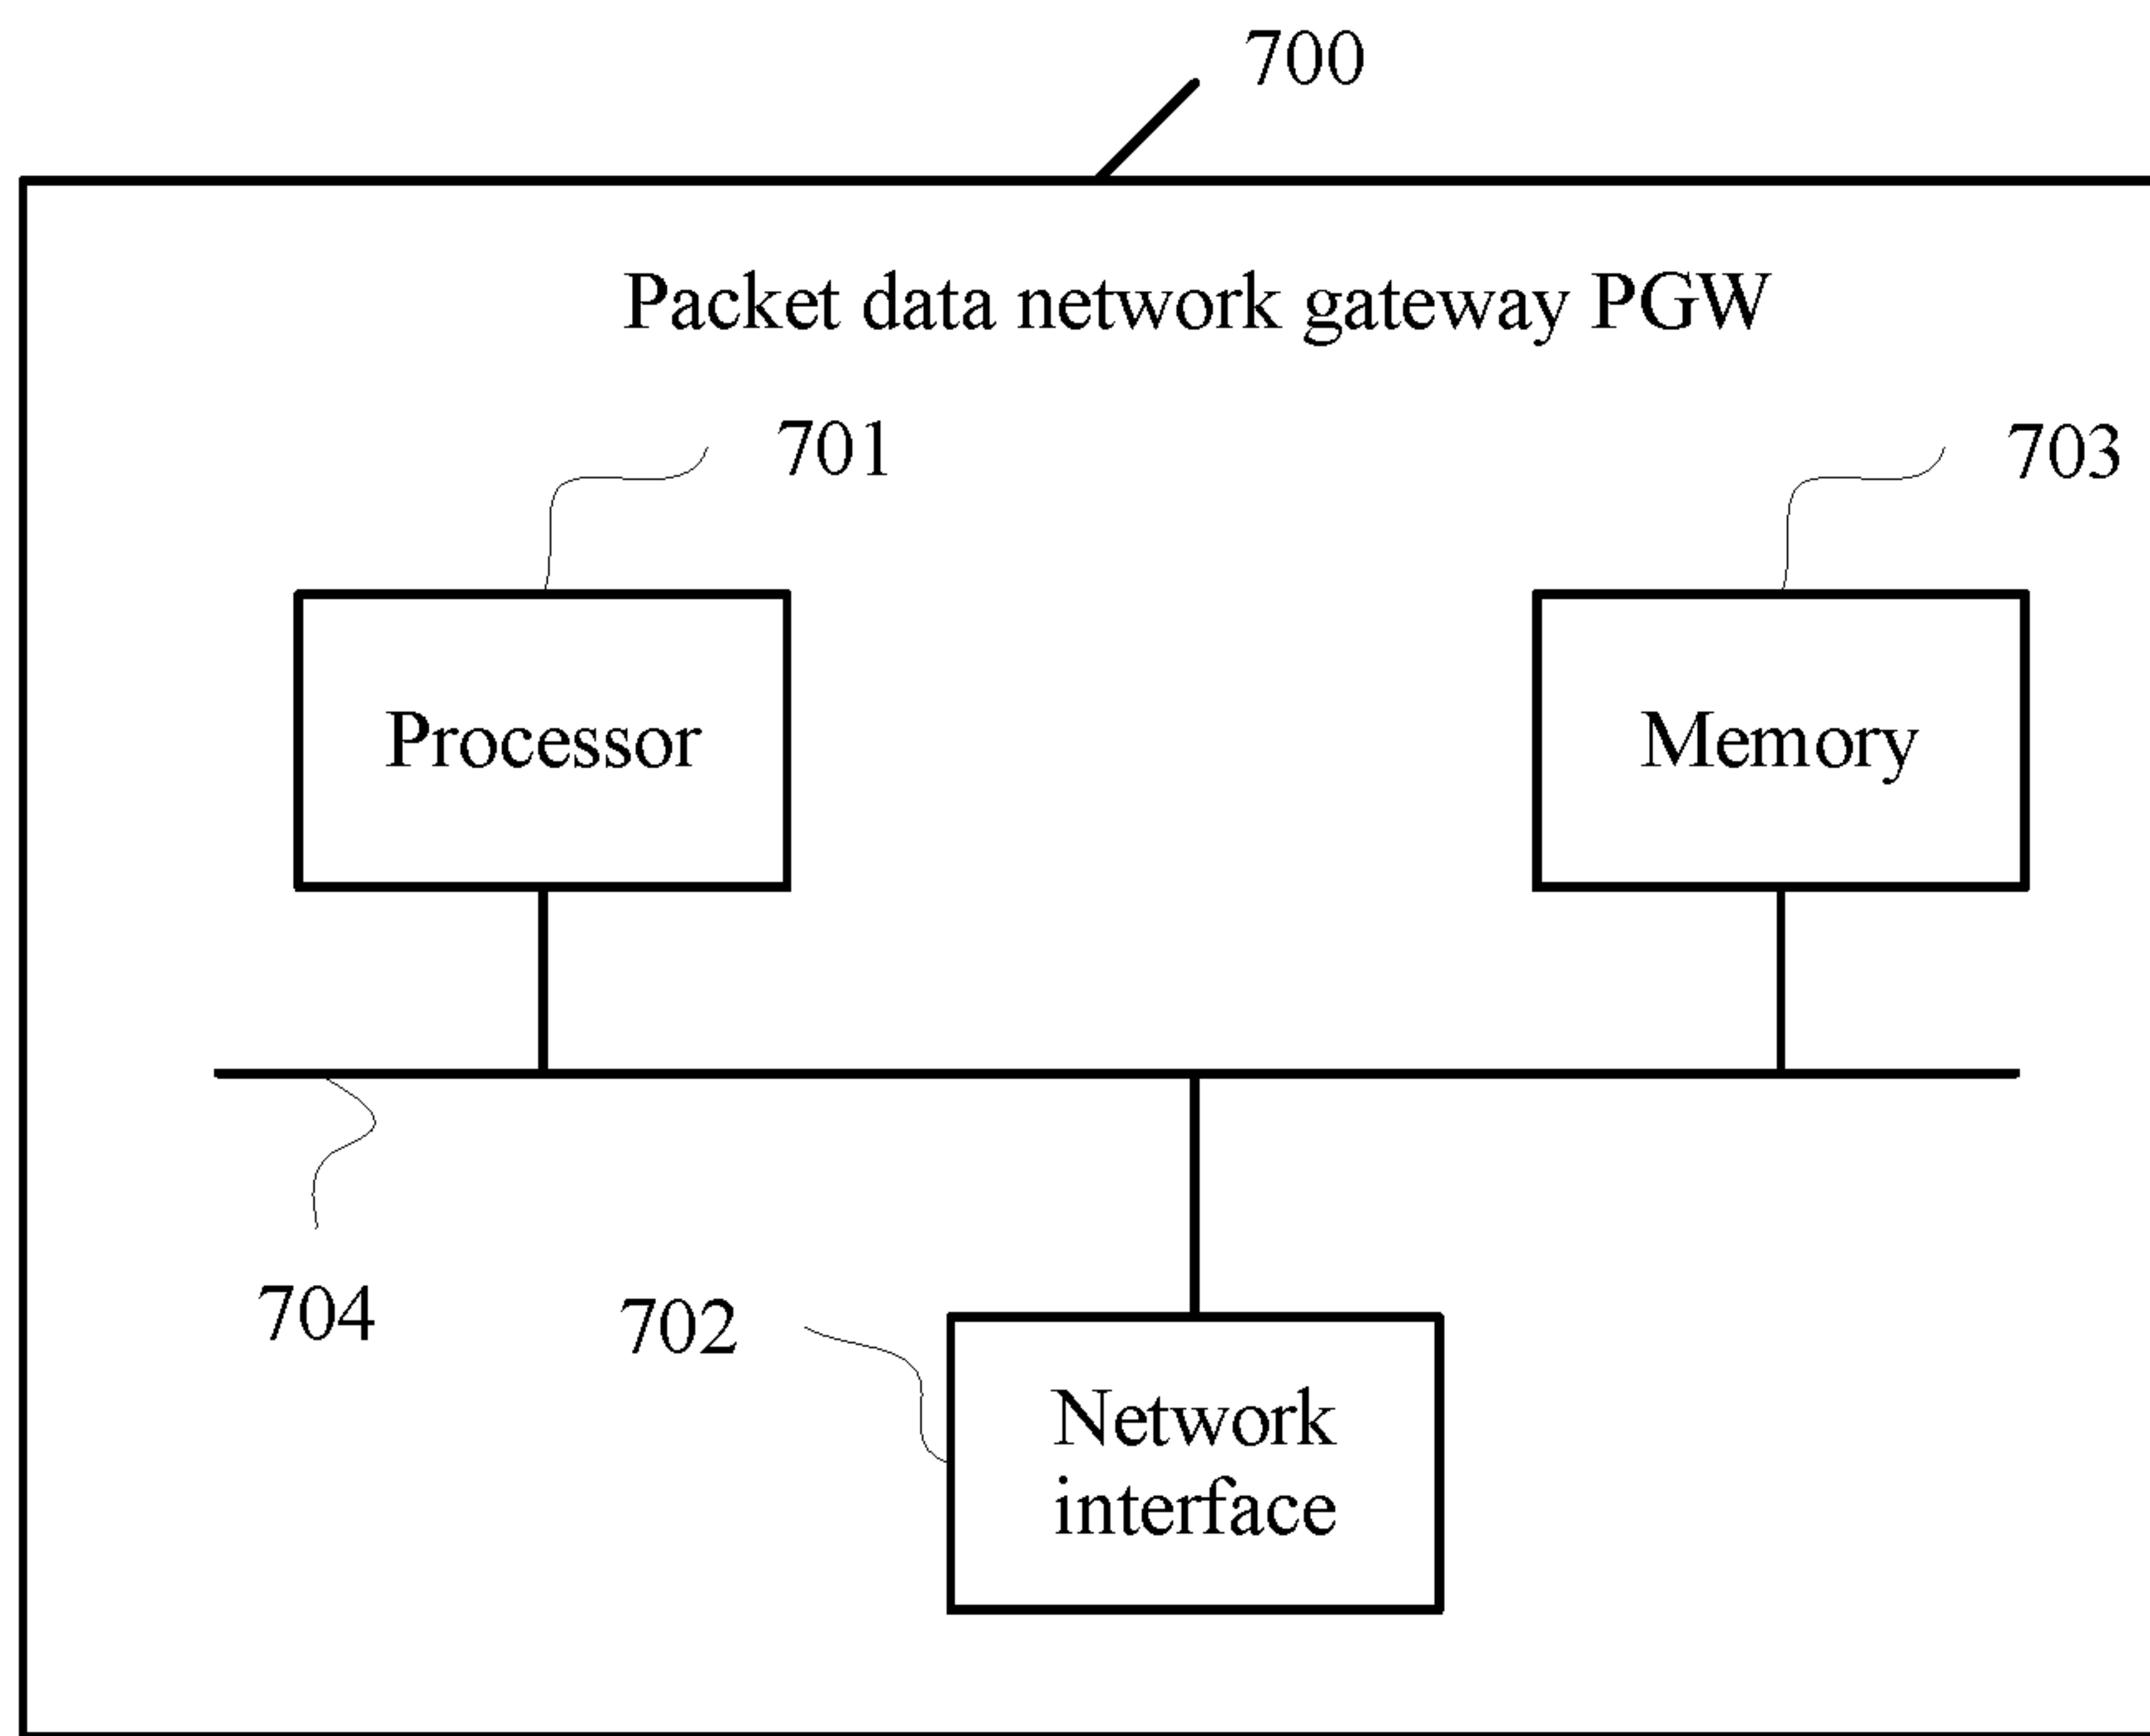 700
Packet data network gateway PGW
701
703
Processor
Memory
704
702
Network
interface